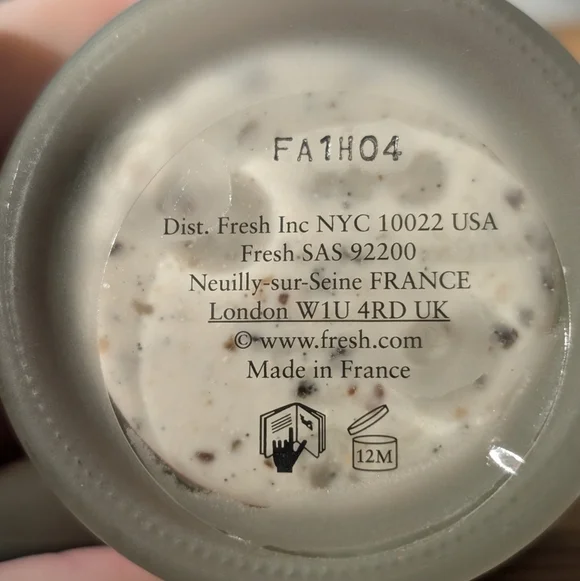 FA1H04
Dist. Fresh Inc NYC 10022 USA
Fresh SAS 92200
Neuilly-sur-Seine FRANCE
London W1U 4RD UK
© www.fresh.com
Made in France
12M